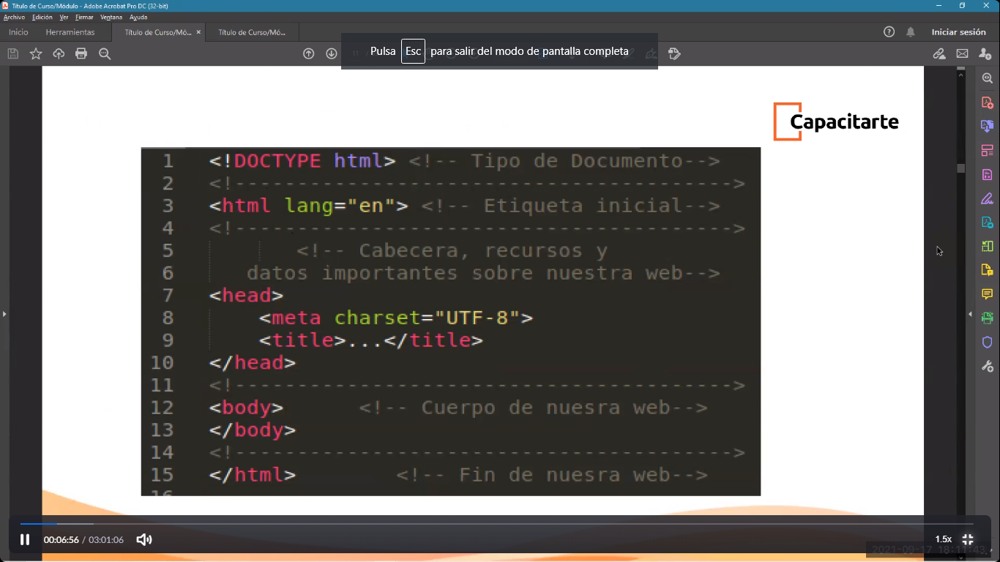 Título de Curso/Módulo - Adobe Acrobat Pro DC (32-bit)
Archivo Edición Ver Firmar Ventana Ayuda
Inicio Herramientas Título de Curso/Mó... × Título de Curso/Mó... Iniciar sesión
Pulsa Esc para salir del modo de pantalla completa
Capacitarte
1 <!DOCTYPE html> <!-- Tipo de Documento-->
2 <!---------------------------------------->
3 <html lang="en"> <!-- Etiqueta inicial-->
4 <!---------------------------------------->
5 <!-- Cabecera, recursos y
6 datos importantes sobre nuestra web-->
7 <head>
8 <meta charset="UTF-8">
9 <title>...</title>
10 </head>
11 <!---------------------------------------->
12 <body> <!-- Cuerpo de nuesra web-->
13 </body>
14 <!---------------------------------------->
15 </html> <!-- Fin de nuesra web-->
16
00:06:56 / 03:01:06 1.5x
2021-09-17 18:11:43